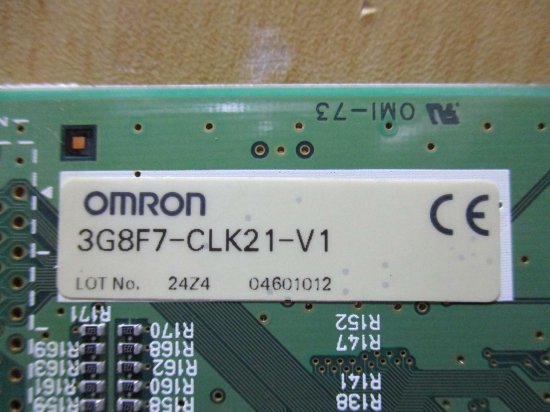 OMI-73
OMRON
CE
3G8F7-CLK21-V1
LOT No. 24Z4 04601012
R171
R170
R169
R168
R163
R162
R161
R160
R159
R158
R152
R147
R141
R138